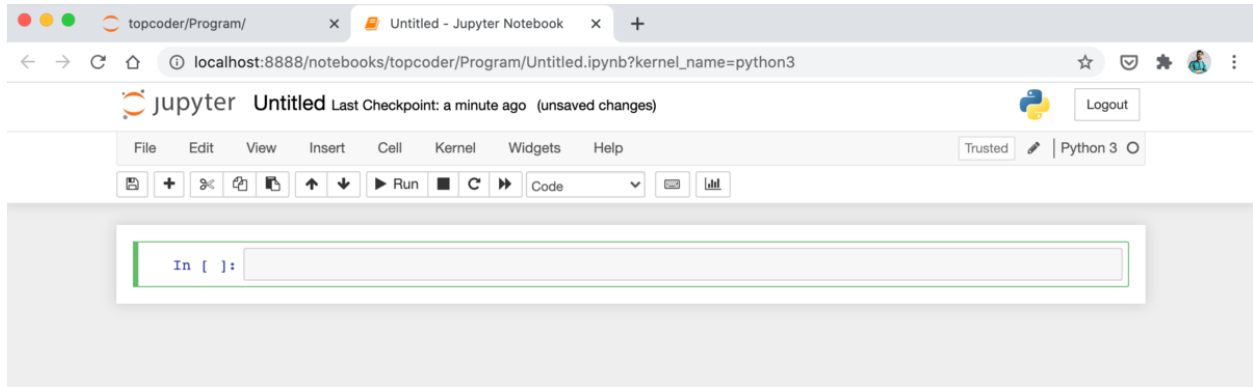 topcoder/Program/ Untitled - Jupyter Notebook
localhost:8888/notebooks/topcoder/Program/Untitled.ipynb?kernel_name=python3
jupyter Untitled Last Checkpoint: a minute ago (unsaved changes) Logout
File Edit View Insert Cell Kernel Widgets Help Trusted Python 3
Run Code
In [ ]: